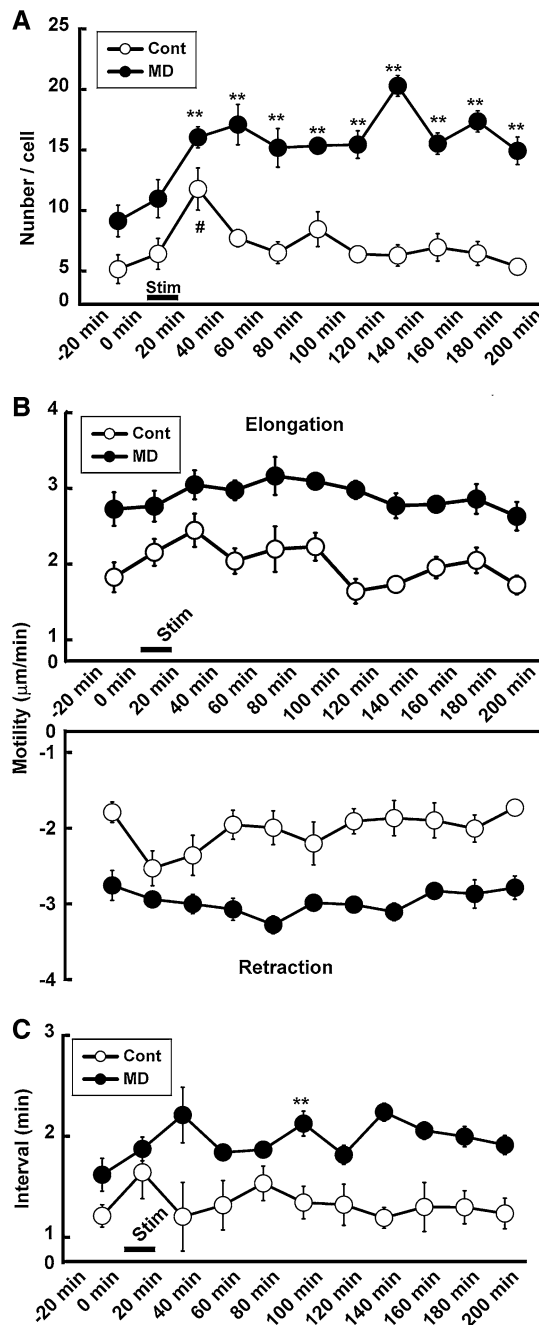 A
Cont
MD
25
20
15
10
5
0
Nunber / cell
** ** ** ** ** ** ** ** **
#
Stim
-20 min 0 min 20 min 40 min 60 min 80 min 100 min 120 min 140 min 160 min 180 min 200 min
B
Cont
MD
Elongation
4
3
2
1
0
Stim
-20 min 0 min 20 min 40 min 60 min 80 min 100 min 120 min 140 min 160 min 180 min 200 min
Motility (μm/min)
0
-1
-2
-3
-4
Retraction
C
Cont
MD
3
2
1
0
Interval (min)
**
Stim
-20 min 0 min 20 min 40 min 60 min 80 min 100 min 120 min 140 min 160 min 180 min 200 min